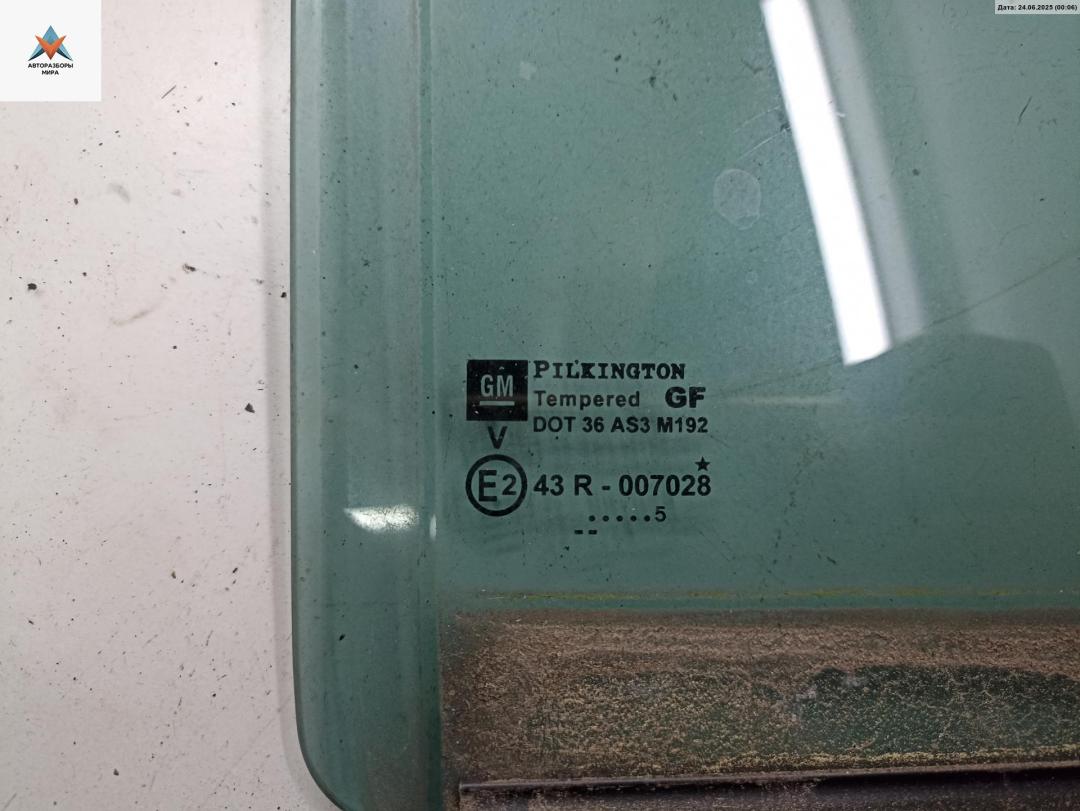 АВТОРАЗБОРЫ
МИРА
Дата: 24.06.2025 (00:06)
GM
PILKINGTON
Tempered GF
DOT 36 AS3 M192
V
E2 43 R - 007028
.....5
--